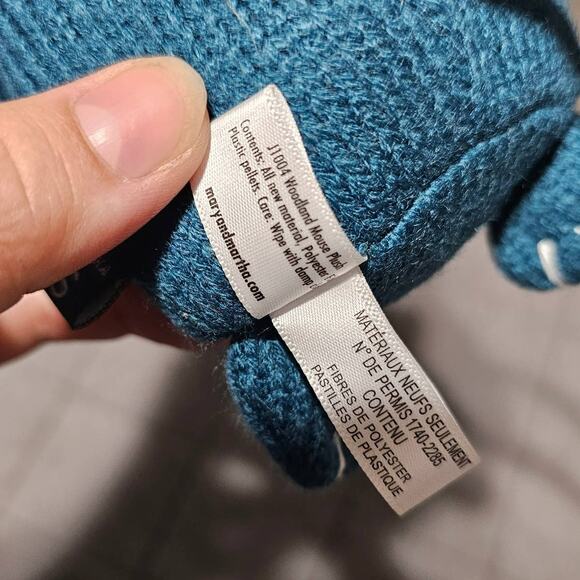 J1004 Woodland Mouse Plush
Contents: All new material, Polyester
Plastic pellets. Care: Wipe with damp
maryandmartha.com
MATÉRIAUX NEUFS SEULEMENT
N° DE PERMIS 1740-2285
CONTENU
FIBRES DE POLYESTER
PASTILLES DE PLASTIQUE